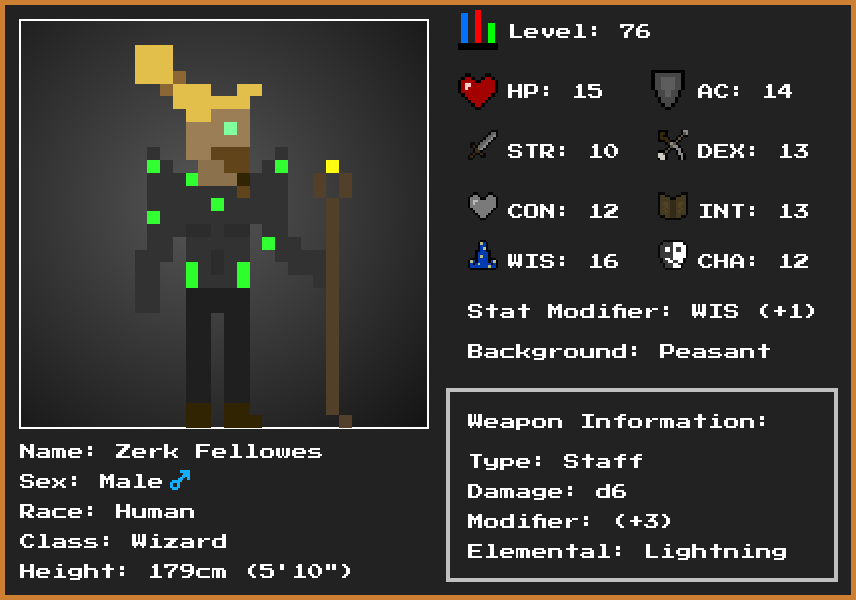 Level: 76
HP: 15
AC: 14
STR: 10
DEX: 13
CON: 12
INT: 13
WIS: 16
CHA: 12
Stat Modifier: WIS (+1)
Background: Peasant
Weapon Information:
Type: Staff
Damage: d6
Modifier: (+3)
Elemental: Lightning
Name: Zerk Fellowes
Sex: Male♂
Race: Human
Class: Wizard
Height: 179cm (5'10")